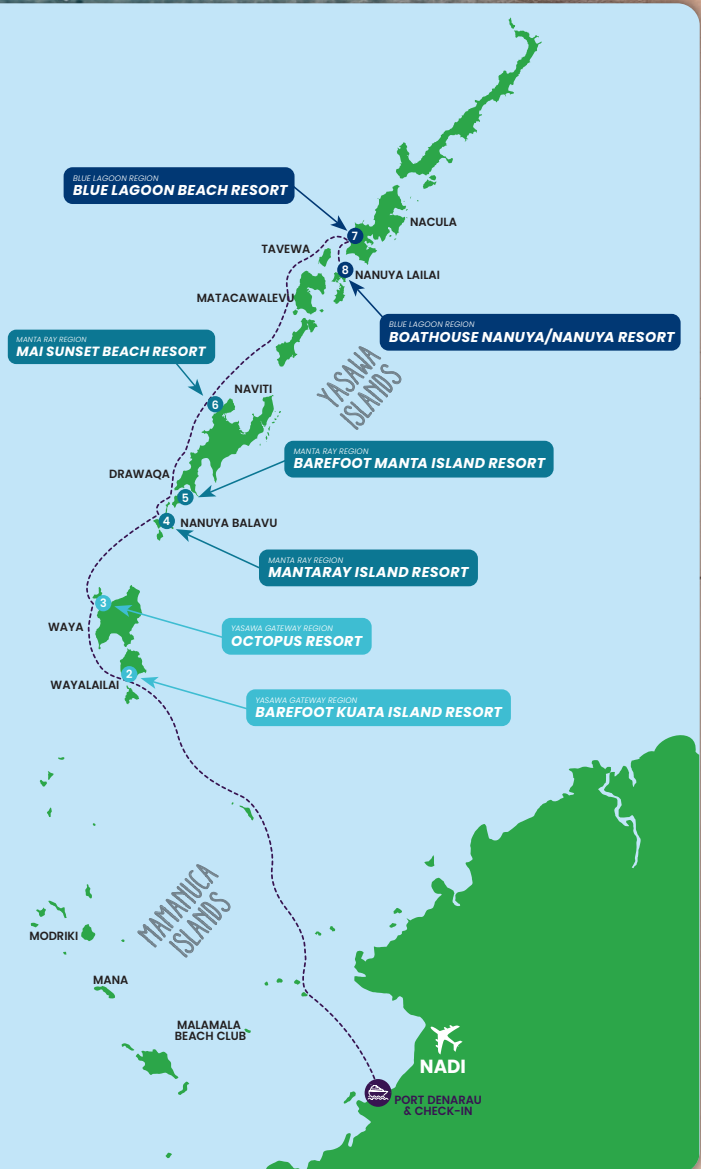 BLUE LAGOON REGION
BLUE LAGOON BEACH RESORT
NACULA
7
TAVEWA
8
NANUYA LAILAI
MATACAWALEVU
BLUE LAGOON REGION
BOATHOUSE NANUYA/NANUYA RESORT
MANTA RAY REGION
MAI SUNSET BEACH RESORT
YASAWA
ISLANDS
NAVITI
6
MANTA RAY REGION
BAREFOOT MANTA ISLAND RESORT
DRAWAQA
5
4
NANUYA BALAVU
MANTA RAY REGION
MANTARAY ISLAND RESORT
3
WAYA
YASAWA GATEWAY REGION
OCTOPUS RESORT
2
WAYALAILAI
YASAWA GATEWAY REGION
BAREFOOT KUATA ISLAND RESORT
MAMANUCA
ISLANDS
MODRIKI
MANA
MALAMALA
BEACH CLUB
NADI
PORT DENARAU
& CHECK-IN